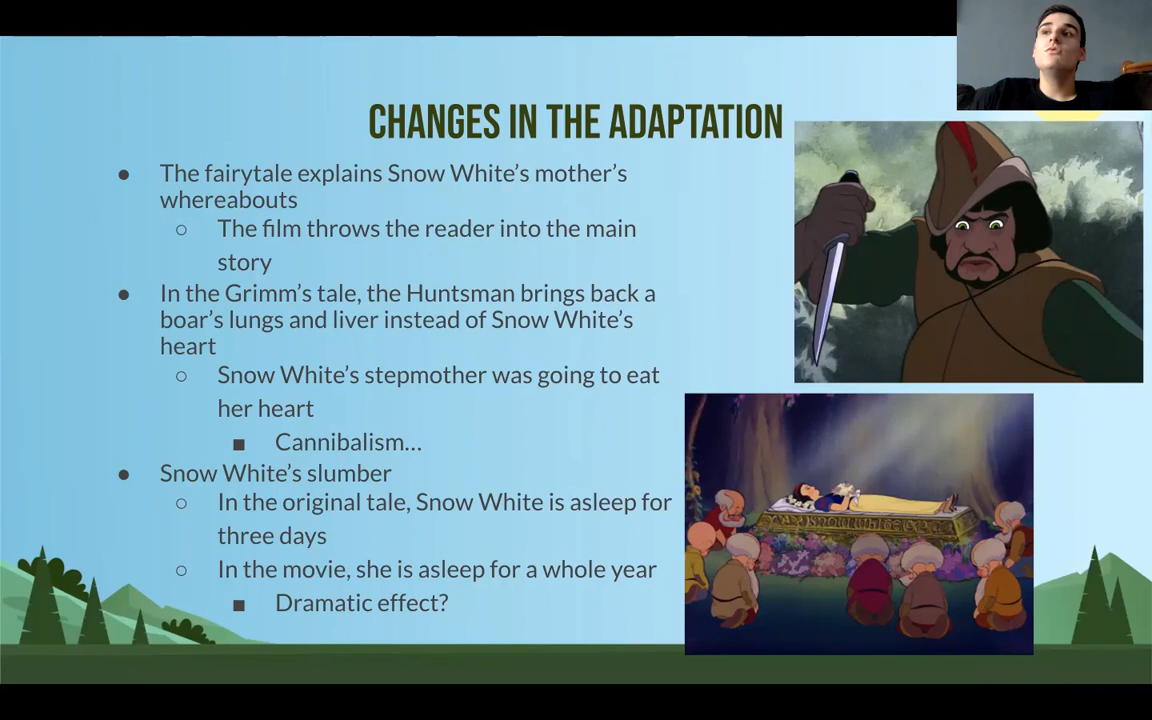 CHANGES IN THE ADAPTATION
● The fairytale explains Snow White's mother's
whereabouts
○ The film throws the reader into the main
story
● In the Grimm's tale, the Huntsman brings back a
boar's lungs and liver instead of Snow White's
heart
○ Snow White's stepmother was going to eat
her heart
■ Cannibalism...
● Snow White's slumber
○ In the original tale, Snow White is asleep for
three days
○ In the movie, she is asleep for a whole year
■ Dramatic effect?